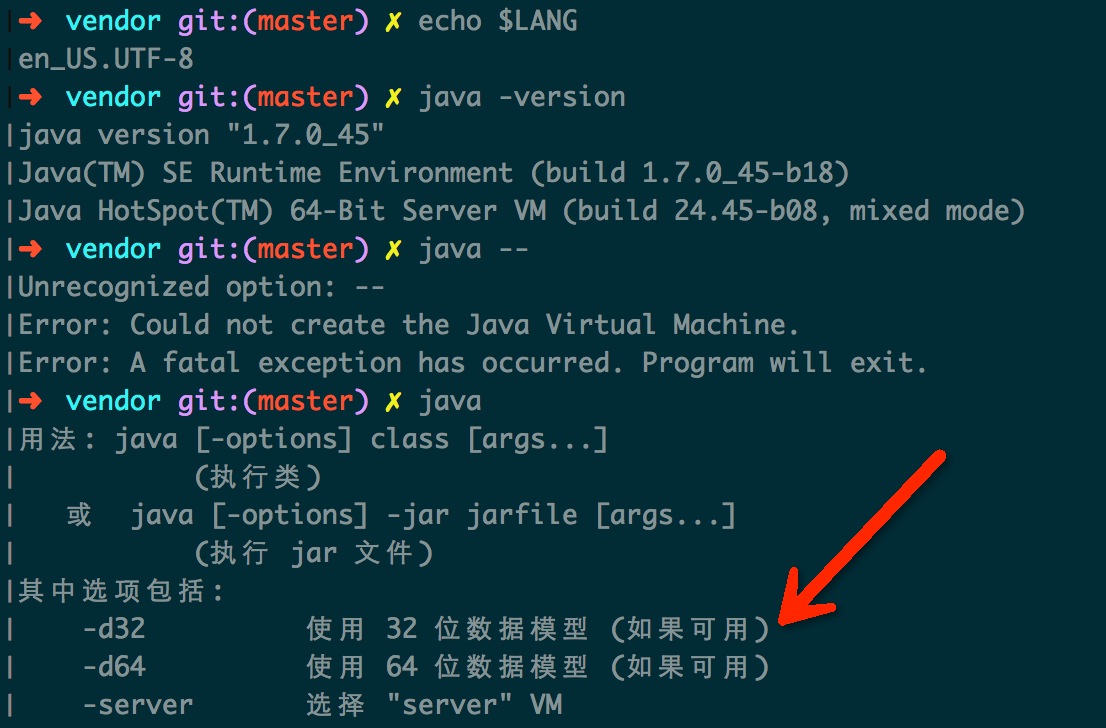 ➜ vendor git:(master) ✗ echo $LANG
en_US.UTF-8
➜ vendor git:(master) ✗ java -version
java version "1.7.0_45"
Java(TM) SE Runtime Environment (build 1.7.0_45-b18)
Java HotSpot(TM) 64-Bit Server VM (build 24.45-b08, mixed mode)
➜ vendor git:(master) ✗ java --
Unrecognized option: --
Error: Could not create the Java Virtual Machine.
Error: A fatal exception has occurred. Program will exit.
➜ vendor git:(master) ✗ java
用法: java [-options] class [args...]
(执行类)
或 java [-options] -jar jarfile [args...]
(执行 jar 文件)
其中选项包括:
-d32 使用 32 位数据模型 (如果可用)
-d64 使用 64 位数据模型 (如果可用)
-server 选择 "server" VM